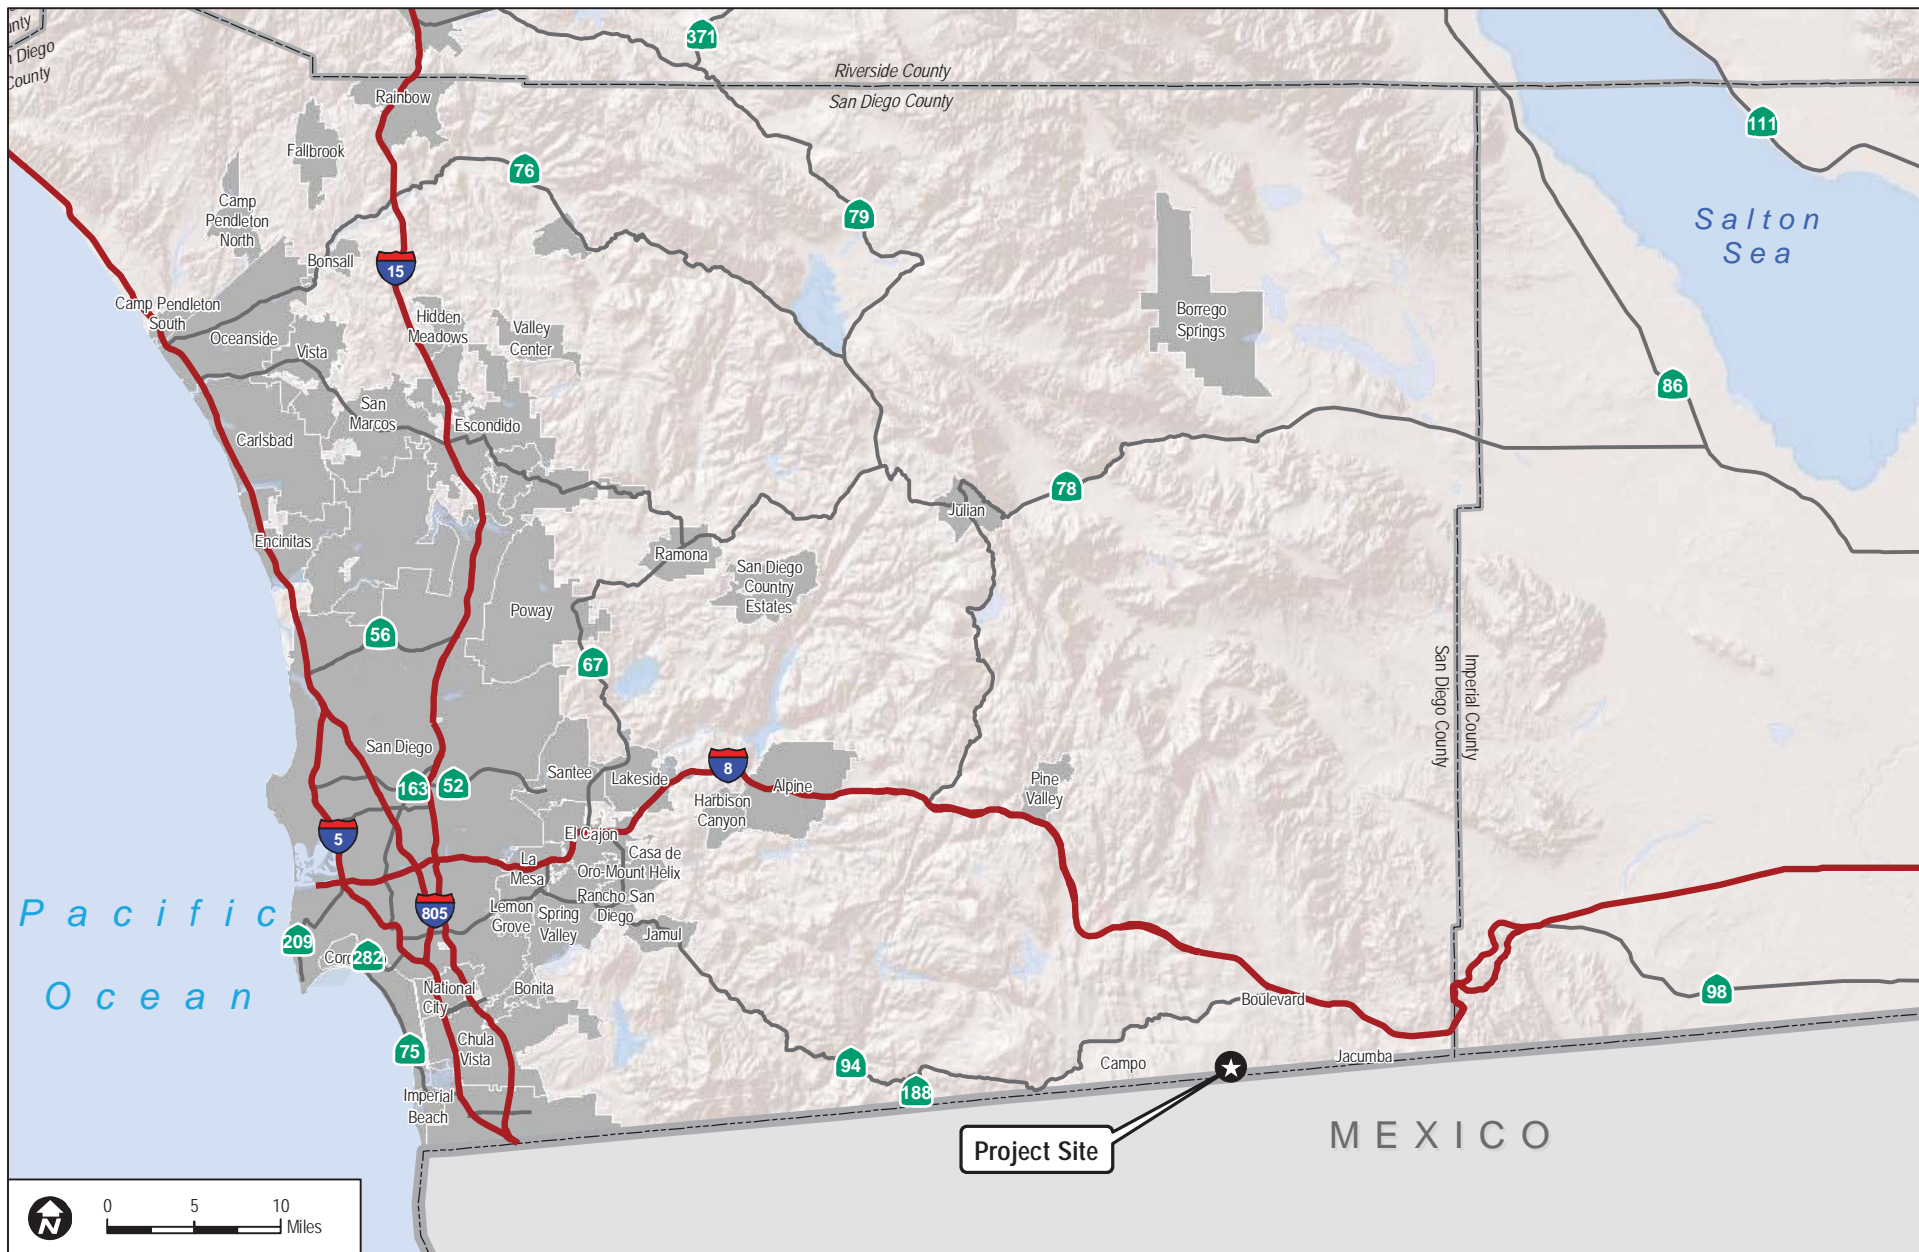 unty
n Diego
County
371
Riverside County
San Diego County
Rainbow
111
Fallbrook
76
Camp
Pendleton
North
79
Salton
Sea
Bonsall
15
Camp Pendleton
South
Hidden
Meadows
Valley
Center
Borrego
Springs
Oceanside
Vista
86
San
Marcos
Escondido
Carlsbad
78
Julian
Encinitas
Ramona
San Diego
Country
Estates
Poway
56
67
San Diego County
Imperial County
San Diego
163
52
Santee
Lakeside
8
Alpine
Pine
Valley
Harbison
Canyon
5
El Cajon
La
Mesa
Casa de
Oro-Mount Helix
Rancho San
Diego
805
Lemon
Grove
Spring
Valley
Jamul
Pacific
Ocean
209
Cor
282
National
City
Bonita
Boulevard
98
75
Chula
Vista
94
188
Campo
Jacumba
Imperial
Beach
Project Site
MEXICO
N
0 5 10
Miles